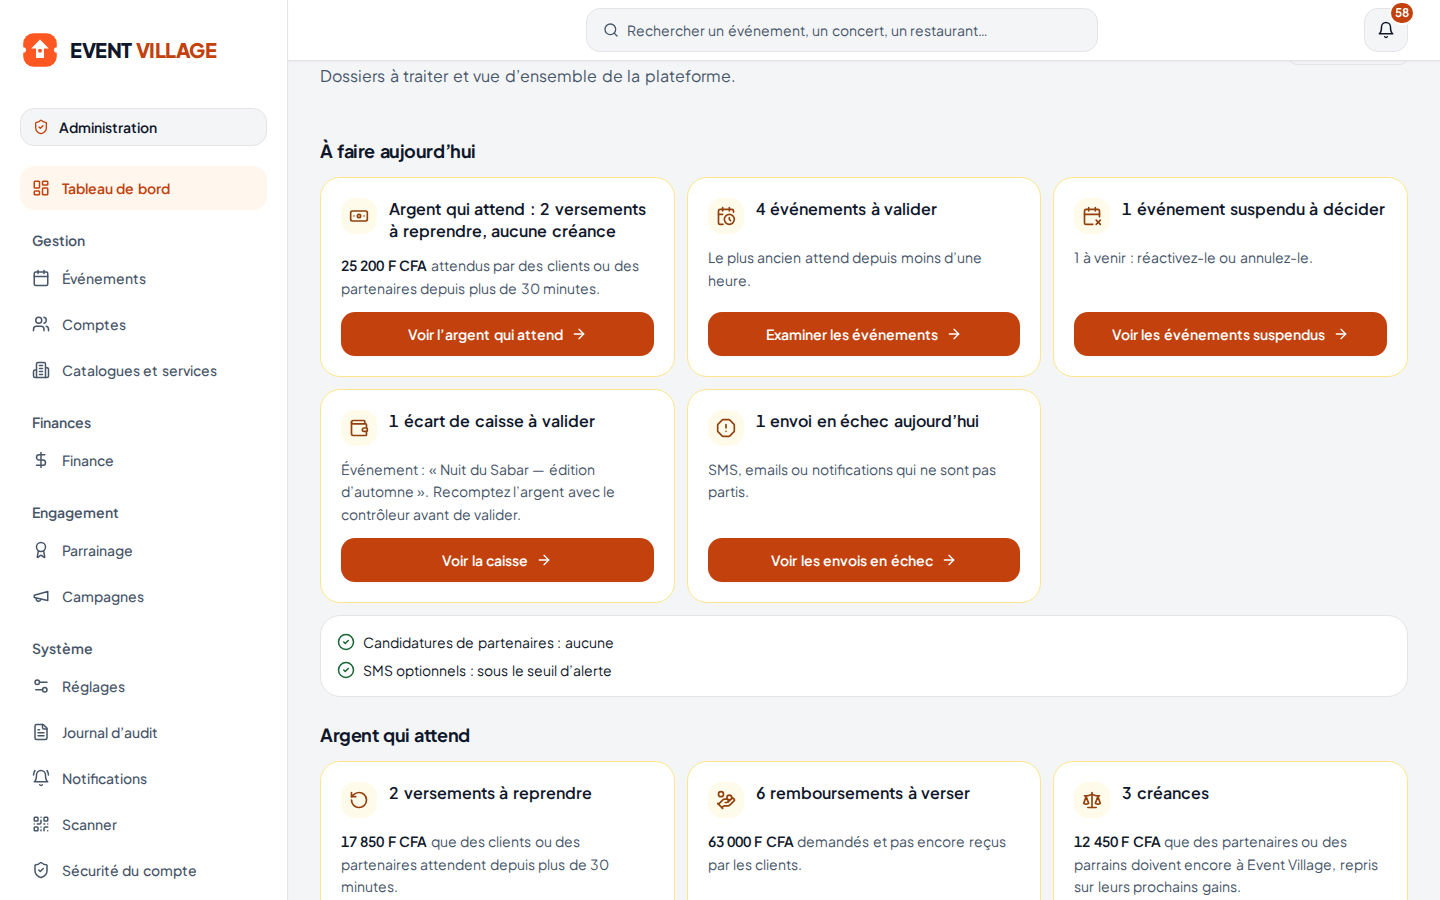 EVENT VILLAGE
Rechercher un événement, un concert, un restaurant...
58
Administration
Tableau de bord
Gestion
Événements
Comptes
Catalogues et services
Finances
Finance
Engagement
Parrainage
Campagnes
Système
Réglages
Journal d’audit
Notifications
Scanner
Sécurité du compte
Dossiers à traiter et vue d’ensemble de la plateforme.
À faire aujourd’hui
Argent qui attend : 2 versements
à reprendre, aucune créance
25 200 F CFA attendus par des clients ou des
partenaires depuis plus de 30 minutes.
Voir l’argent qui attend
4 événements à valider
Le plus ancien attend depuis moins d’une
heure.
Examiner les événements
1 événement suspendu à décider
1 à venir : réactivez-le ou annulez-le.
Voir les événements suspendus
1 écart de caisse à valider
Événement : « Nuit du Sabar — édition
d’automne ». Recomptez l’argent avec le
contrôleur avant de valider.
Voir la caisse
1 envoi en échec aujourd’hui
SMS, emails ou notifications qui ne sont pas
partis.
Voir les envois en échec
Candidatures de partenaires : aucune
SMS optionnels : sous le seuil d’alerte
Argent qui attend
2 versements à reprendre
17 850 F CFA que des clients ou des
partenaires attendent depuis plus de 30
minutes.
6 remboursements à verser
63 000 F CFA demandés et pas encore reçus
par les clients.
3 créances
12 450 F CFA que des partenaires ou des
parrains doivent encore à Event Village, repris
sur leurs prochains gains.